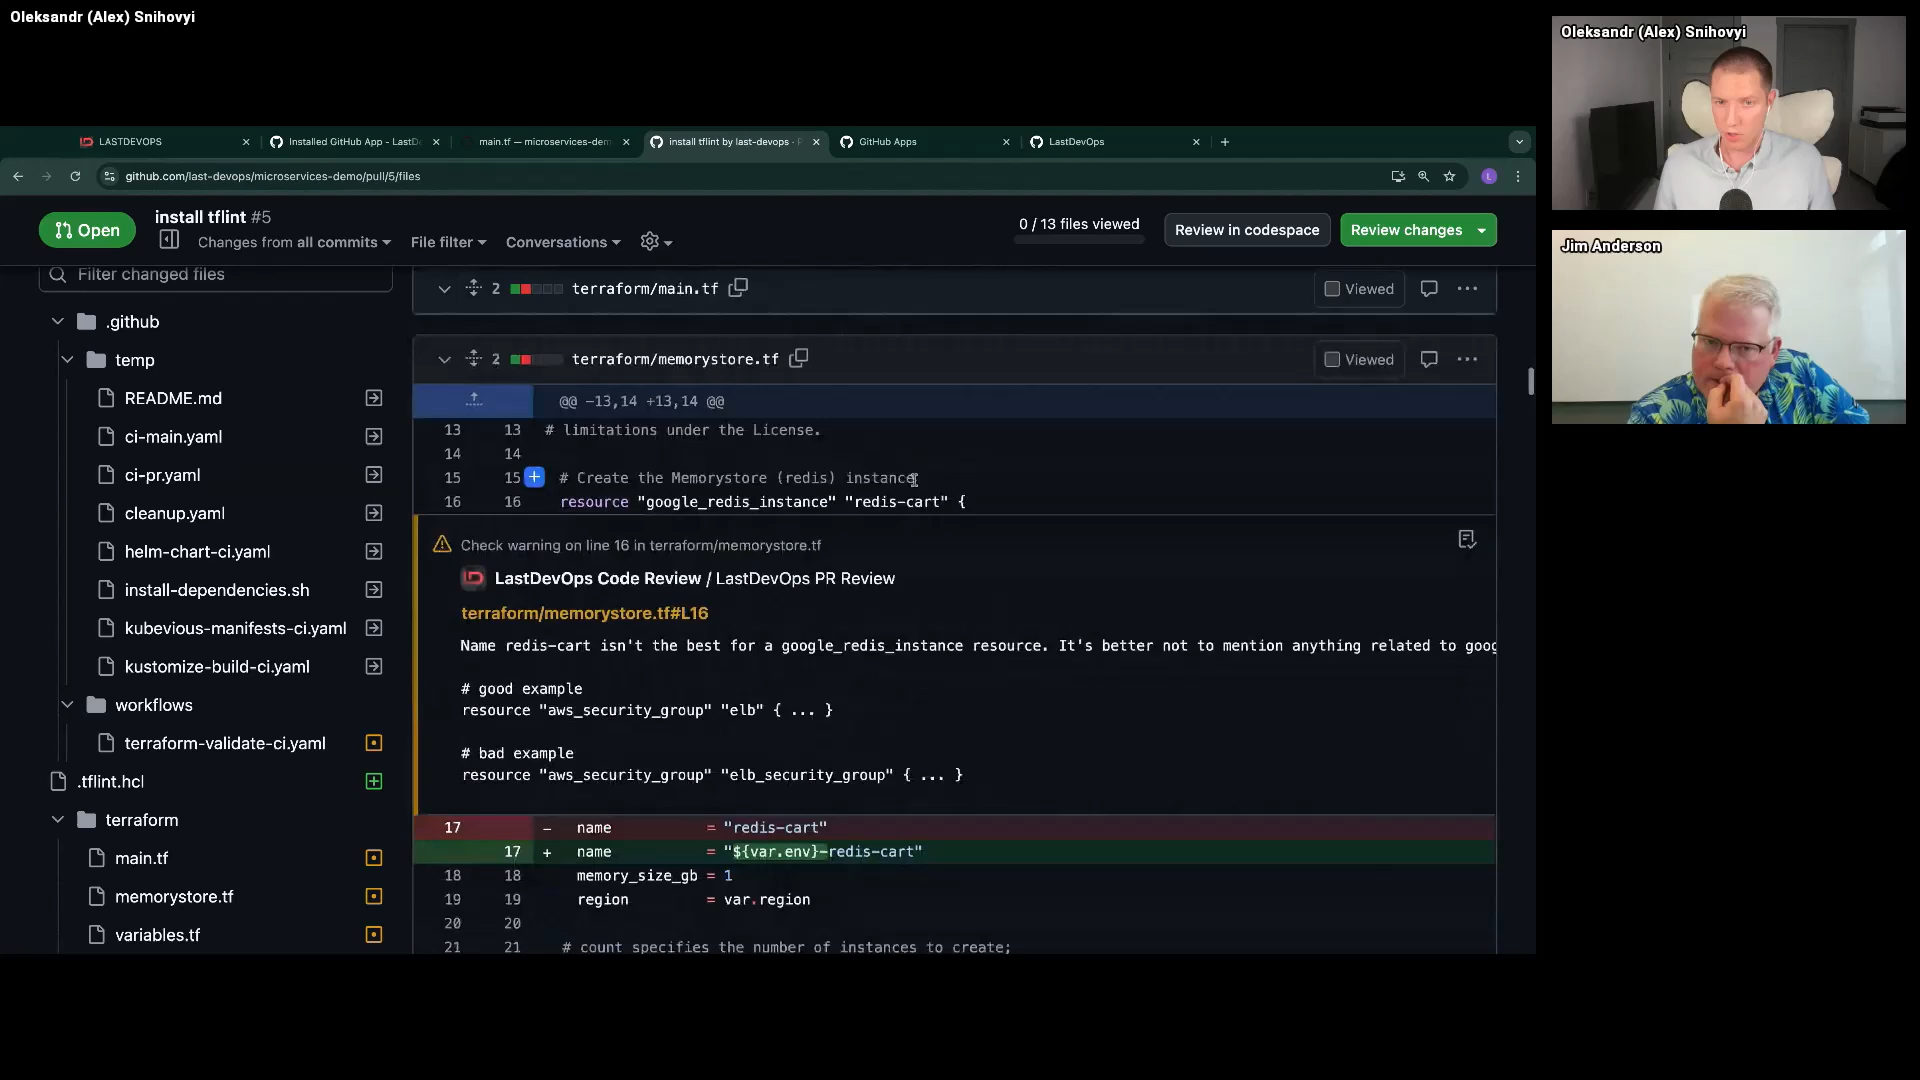 Oleksandr (Alex) Snihovyi
Oleksandr (Alex) Snihovyi
Jim Anderson
LASTDEVOPS
Installed GitHub App - LastD
main.tf — microservices-dem
install tflint by last-devops · P
GitHub Apps
LastDevOps
github.com/last-devops/microservices-demo/pull/5/files
L
Open
install tflint #5
Changes from all commits
File filter
Conversations
0 / 13 files viewed
Review in codespace
Review changes
Filter changed files
.github
temp
README.md
ci-main.yaml
ci-pr.yaml
cleanup.yaml
helm-chart-ci.yaml
install-dependencies.sh
kubevious-manifests-ci.yaml
kustomize-build-ci.yaml
workflows
terraform-validate-ci.yaml
.tflint.hcl
terraform
main.tf
memorystore.tf
variables.tf
2 terraform/main.tf Viewed
2 terraform/memorystore.tf Viewed
@@ -13,14 +13,14 @@
13 13 # limitations under the License.
14 14
15 15 # Create the Memorystore (redis) instance
16 16 resource "google_redis_instance" "redis-cart" {
Check warning on line 16 in terraform/memorystore.tf
LastDevOps Code Review / LastDevOps PR Review
terraform/memorystore.tf#L16
Name redis-cart isn't the best for a google_redis_instance resource. It's better not to mention anything related to goog
# good example
resource "aws_security_group" "elb" { ... }
# bad example
resource "aws_security_group" "elb_security_group" { ... }
17 - name = "redis-cart"
17 + name = "${var.env}-redis-cart"
18 18 memory_size_gb = 1
19 19 region = var.region
20 20
21 21 # count specifies the number of instances to create;